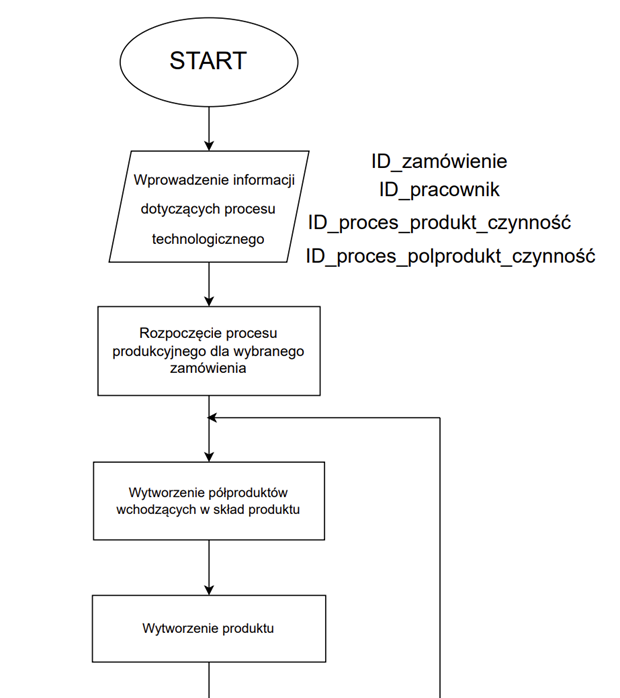 START
Wprowadzenie informacji
dotyczących procesu
technologicznego
ID_zamówienie
ID_pracownik
ID_proces_produkt_czynność
ID_proces_polprodukt_czynność
Rozpoczęcie procesu
produkcyjnego dla wybranego
zamówienia
Wytworzenie półproduktów
wchodzących w skład produktu
Wytworzenie produktu